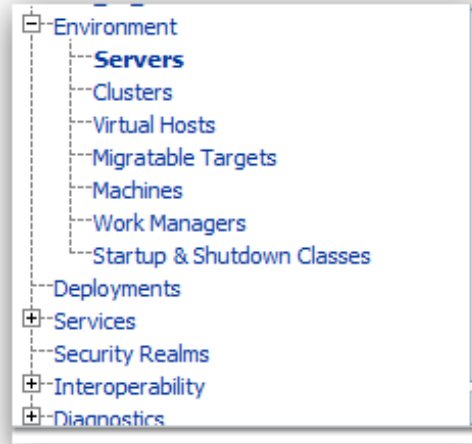 Environment
Servers
Clusters
Virtual Hosts
Migratable Targets
Machines
Work Managers
Startup & Shutdown Classes
Deployments
Services
Security Realms
Interoperability
Diagnostics